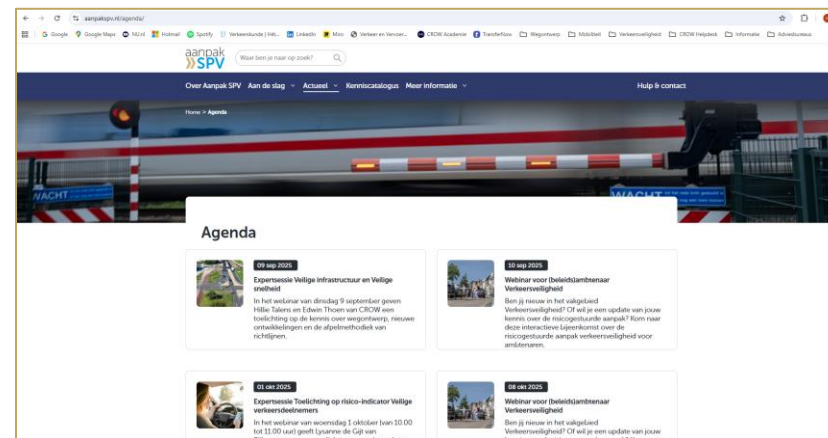 aanpakspv.nl/agenda/
Google Google Maps NU.nl Hotmail Spotify Verkeerskunde | Het... LinkedIn Miro Verkeer en Vervoer... CROW Academie TransferNow Wegontwerp Mobiliteit Verkeersveiligheid CROW Helpdesk Informatie Adviesbureaus
aanpak
SPV
Waar ben je naar op zoek?
Over Aanpak SPV Aan de slag Actueel Kenniscatalogus Meer informatie Hulp & contact
Home > Agenda
WACHT
WACHT
Agenda
09 sep 2025
Expertsessie Veilige infrastructuur en Veilige
snelheid
In het webinar van dinsdag 9 september geven
Hillie Talens en Edwin Thoen van CROW een
toelichting op de kennis over wegontwerp, nieuwe
ontwikkelingen en de afpelmethodiek van
richtlijnen.
10 sep 2025
Webinar voor (beleids)ambtenaar
Verkeersveiligheid
Ben jij nieuw in het vakgebied
Verkeersveiligheid? Of wil je een update van jouw
kennis over de risicogestuurde aanpak? Kom naar
deze interactieve bijeenkomst over de
risicogestuurde aanpak verkeersveiligheid voor
ambtenaren.
01 okt 2025
Expertsessie Toelichting op risico-indicator Veilige
verkeersdeelnemers
In het webinar van woensdag 1 oktober (van 10.00
tot 11.00 uur) geeft Lysanne de Gijt van
08 okt 2025
Webinar voor (beleids)ambtenaar
Verkeersveiligheid
Ben jij nieuw in het vakgebied
Verkeersveiligheid? Of wil je een update van jouw